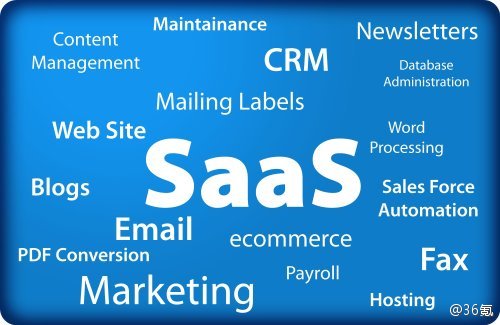 Maintainance
Newsletters
Content
Management
CRM
Database
Administration
Mailing Labels
Web Site
Word
Processing
SaaS
Blogs
Sales Force
Automation
Email
ecommerce
PDF Conversion
Fax
Payroll
Marketing
Hosting
@36氪